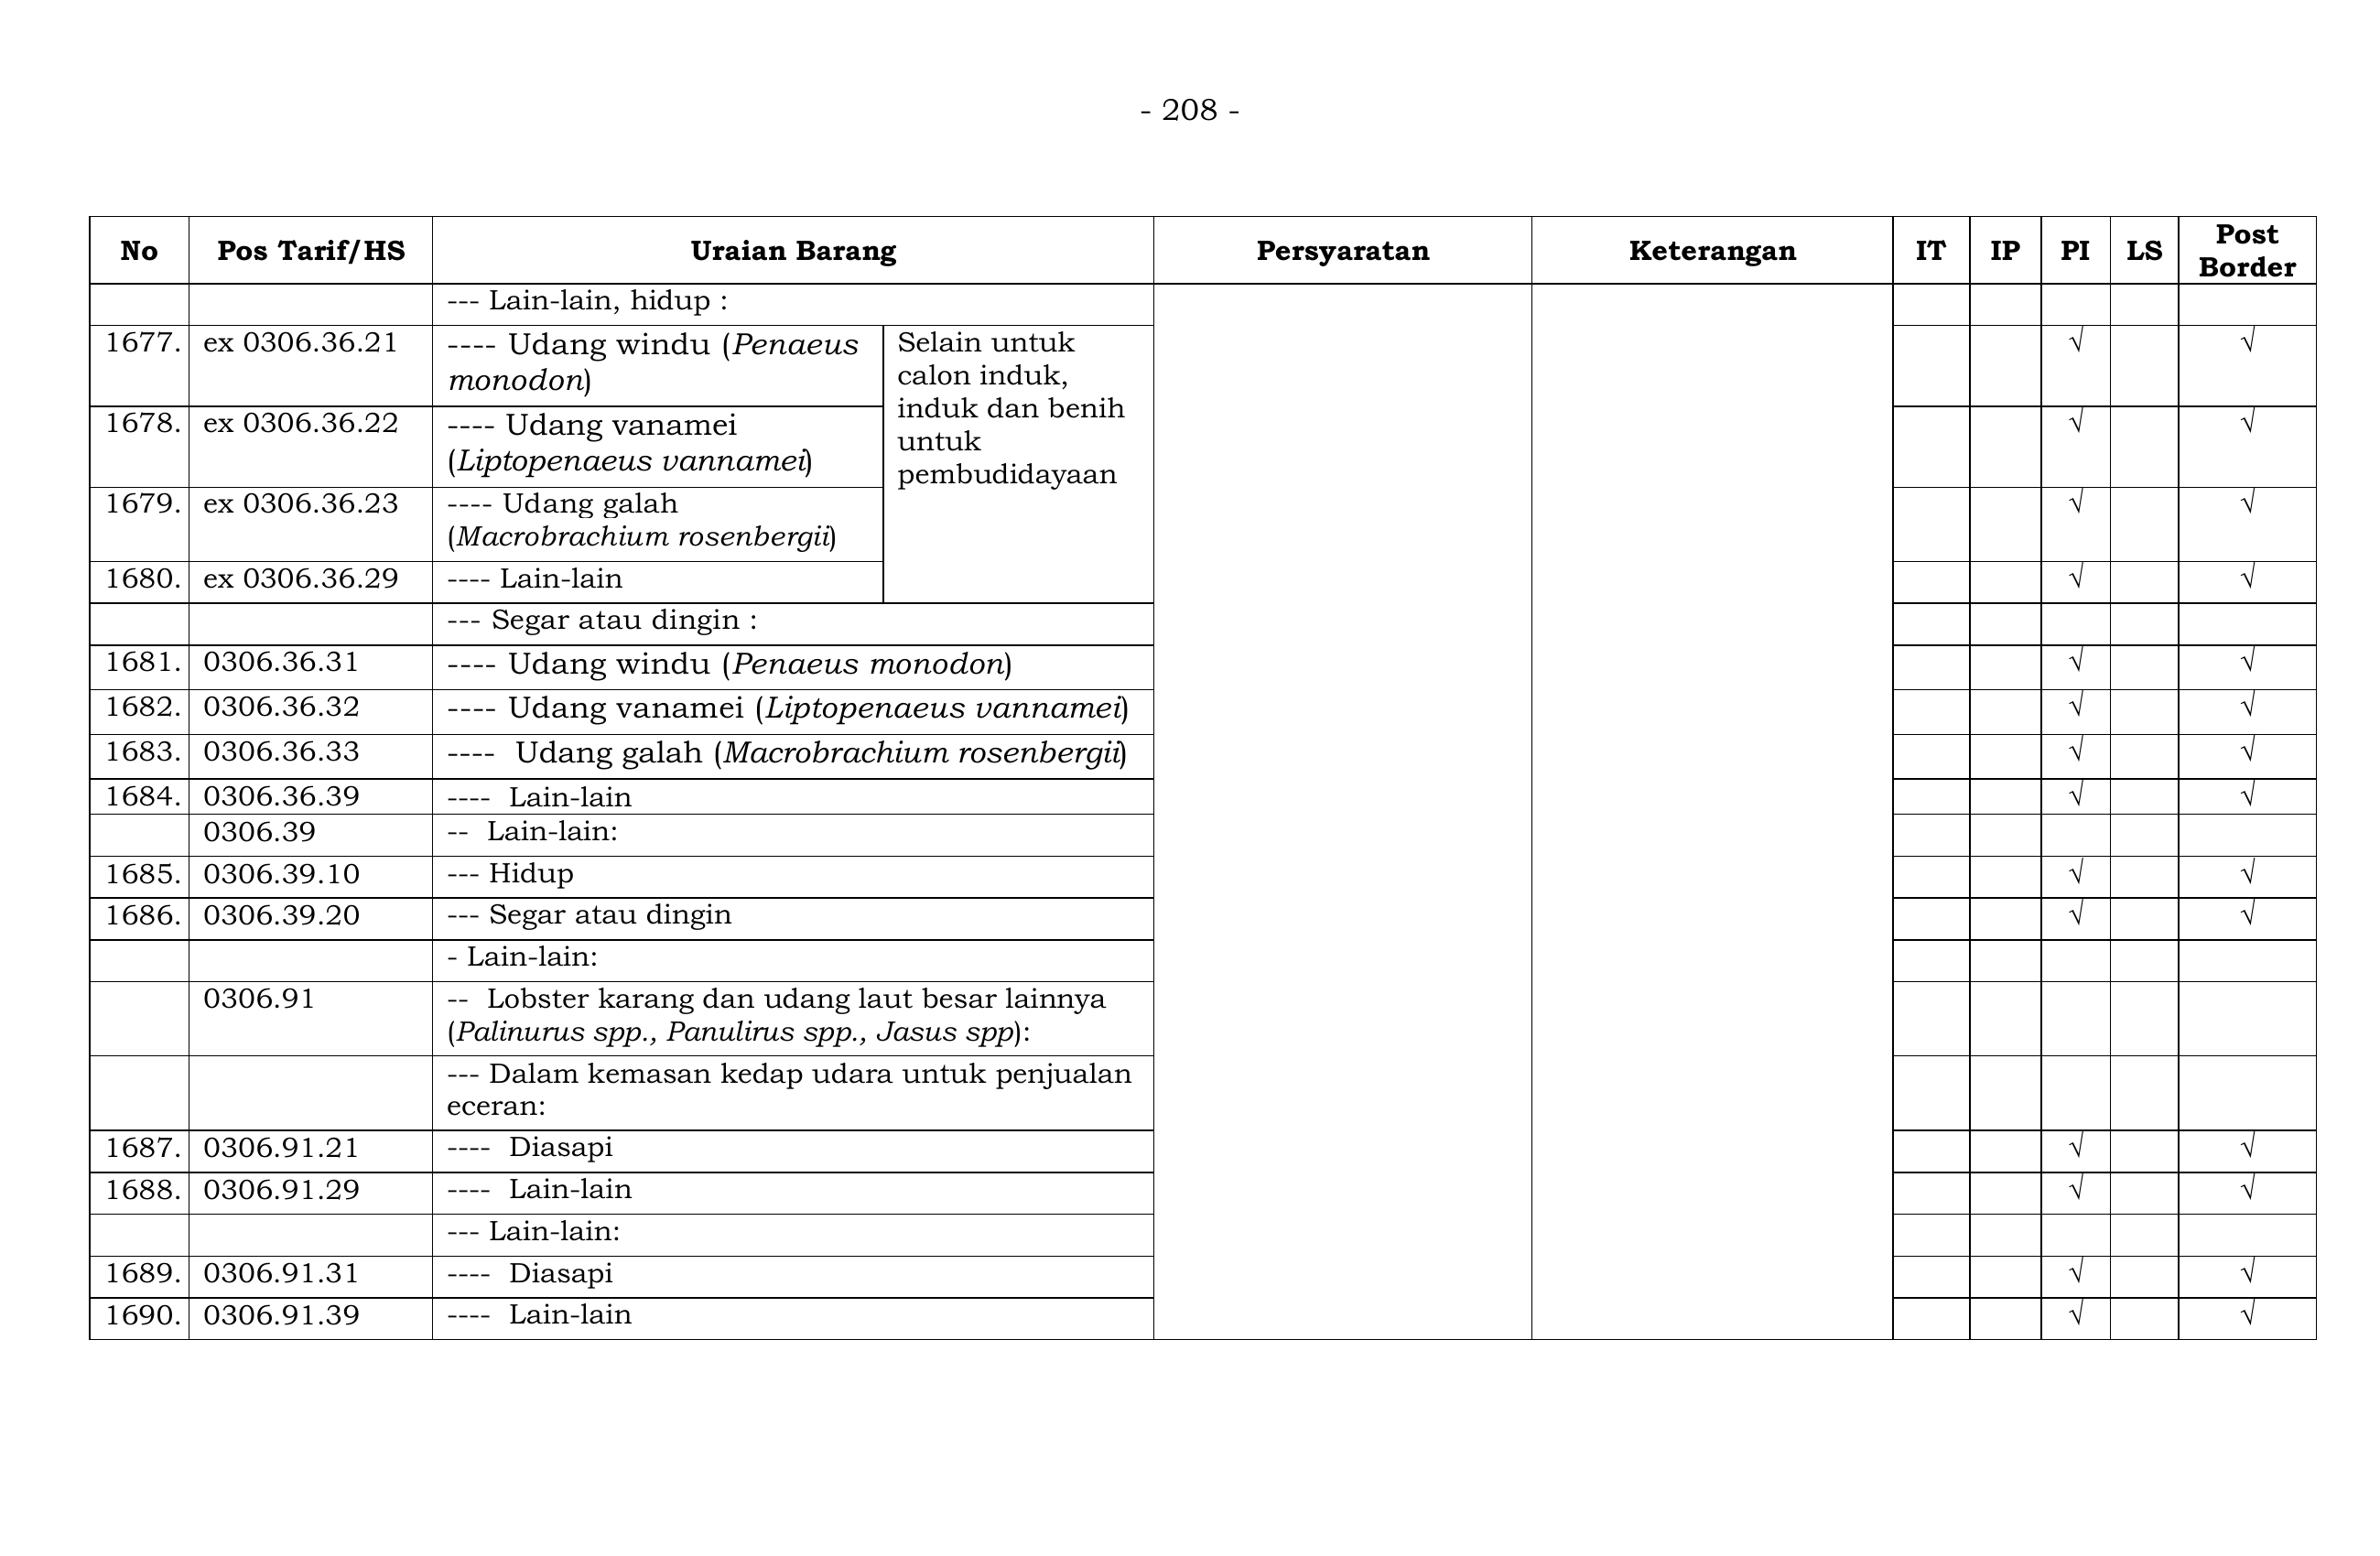 - 208 -
No Pos Tarif/HS Uraian Barang Persyaratan Keterangan IT IP PI LS Post Border
--- Lain-lain, hidup :
1677. ex 0306.36.21 ---- Udang windu (Penaeus
monodon) √ √
Selain untuk
calon induk,
induk dan benih
untuk
pembudidayaan
1678. ex 0306.36.22 ---- Udang vanamei
(Liptopenaeus vannamei) √ √
1679. ex 0306.36.23 ---- Udang galah
(Macrobrachium rosenbergii) √ √
1680. ex 0306.36.29 ---- Lain-lain √ √
--- Segar atau dingin :
1681. 0306.36.31 ---- Udang windu (Penaeus monodon) √ √
1682. 0306.36.32 ---- Udang vanamei (Liptopenaeus vannamei) √ √
1683. 0306.36.33 ---- Udang galah (Macrobrachium rosenbergii) √ √
1684. 0306.36.39 ---- Lain-lain √ √
0306.39 -- Lain-lain:
1685. 0306.39.10 --- Hidup √ √
1686. 0306.39.20 --- Segar atau dingin √ √
- Lain-lain:
0306.91 -- Lobster karang dan udang laut besar lainnya
(Palinurus spp., Panulirus spp., Jasus spp):
--- Dalam kemasan kedap udara untuk penjualan
eceran:
1687. 0306.91.21 ---- Diasapi √ √
1688. 0306.91.29 ---- Lain-lain √ √
--- Lain-lain:
1689. 0306.91.31 ---- Diasapi √ √
1690. 0306.91.39 ---- Lain-lain √ √